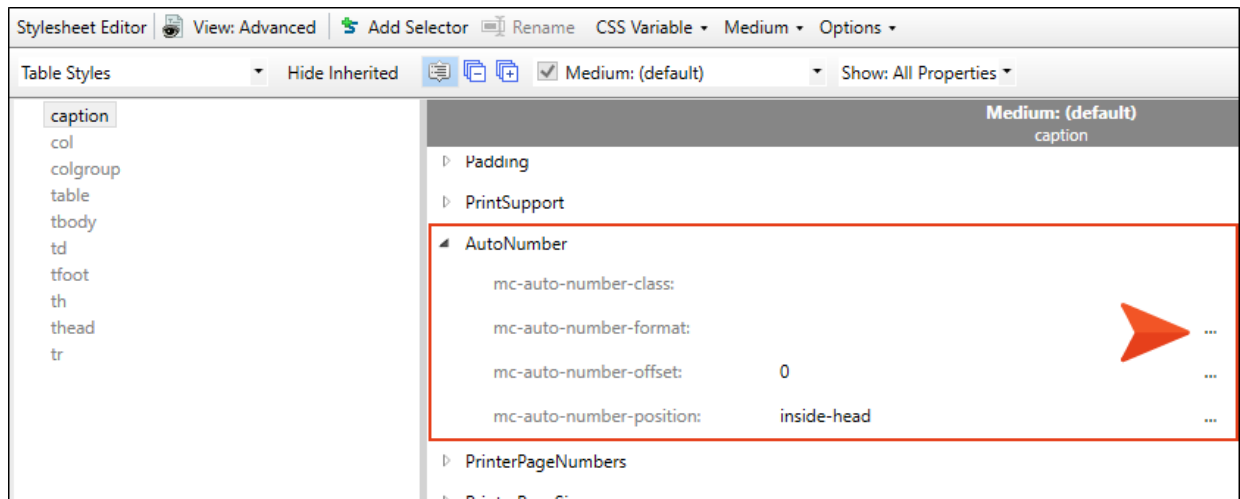 Stylesheet Editor View: Advanced Add Selector Rename CSS Variable Medium Options
Table Styles Hide Inherited Medium: (default) Show: All Properties
caption
col
colgroup
table
tbody
td
tfoot
th
thead
tr
Medium: (default)
caption
Padding
PrintSupport
AutoNumber
mc-auto-number-class:
mc-auto-number-format: ...
mc-auto-number-offset: 0 ...
mc-auto-number-position: inside-head ...
PrinterPageNumbers